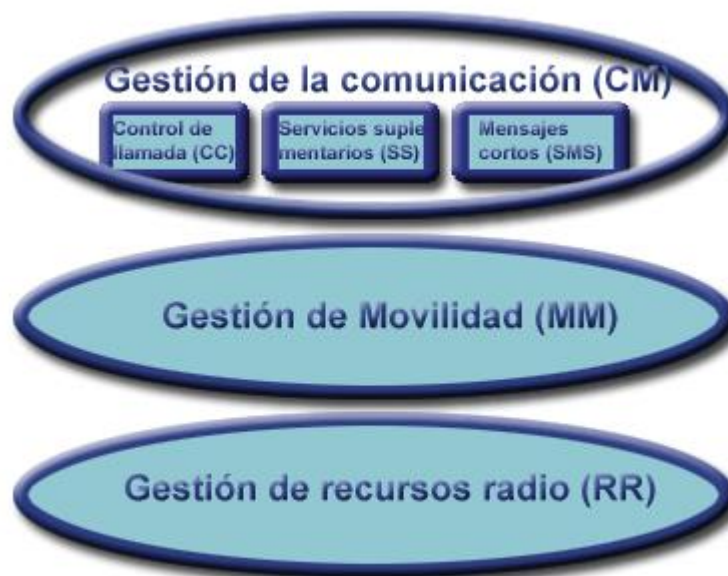 Gestión de la comunicación (CM)
Control de
llamada (CC)
Servicios suple
mentarios (SS)
Mensajes
cortos (SMS)
Gestión de Movilidad (MM)
Gestión de recursos radio (RR)